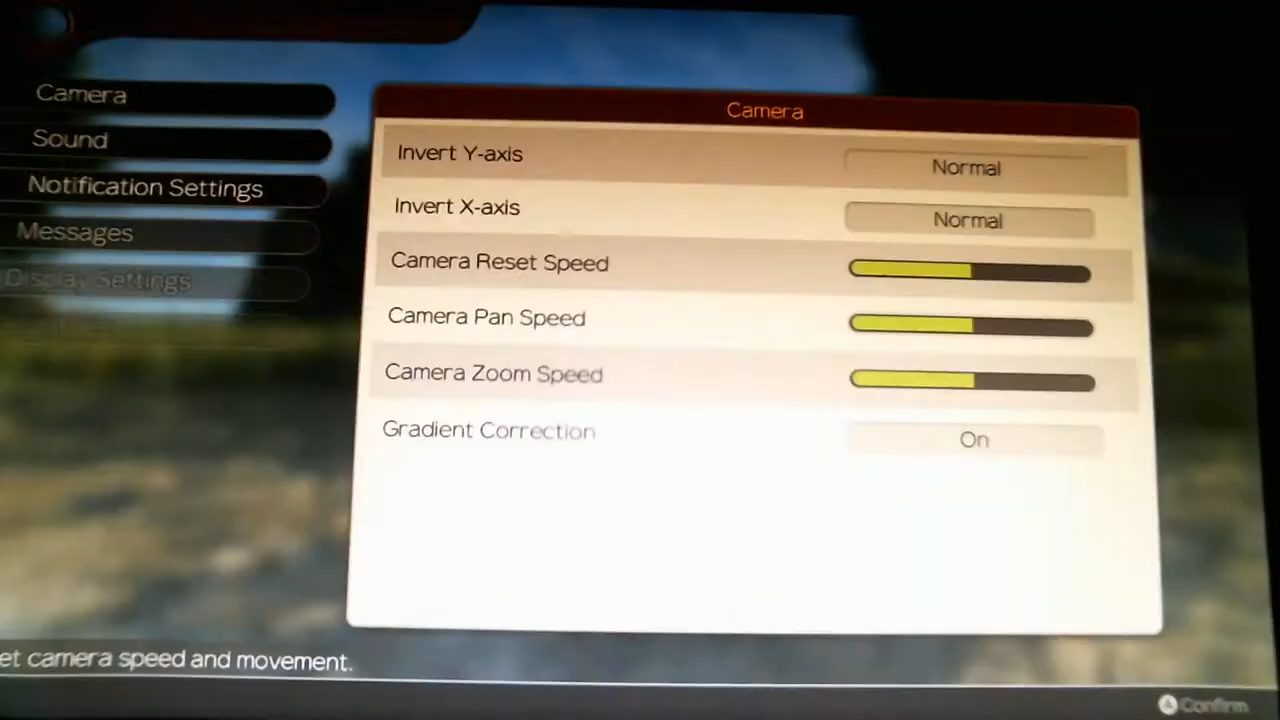 Camera
Sound
Notification Settings
Messages
Display Settings
Camera
Invert Y-axis Normal
Invert X-axis Normal
Camera Reset Speed
Camera Pan Speed
Camera Zoom Speed
Gradient Correction On
et camera speed and movement.
A Confirm